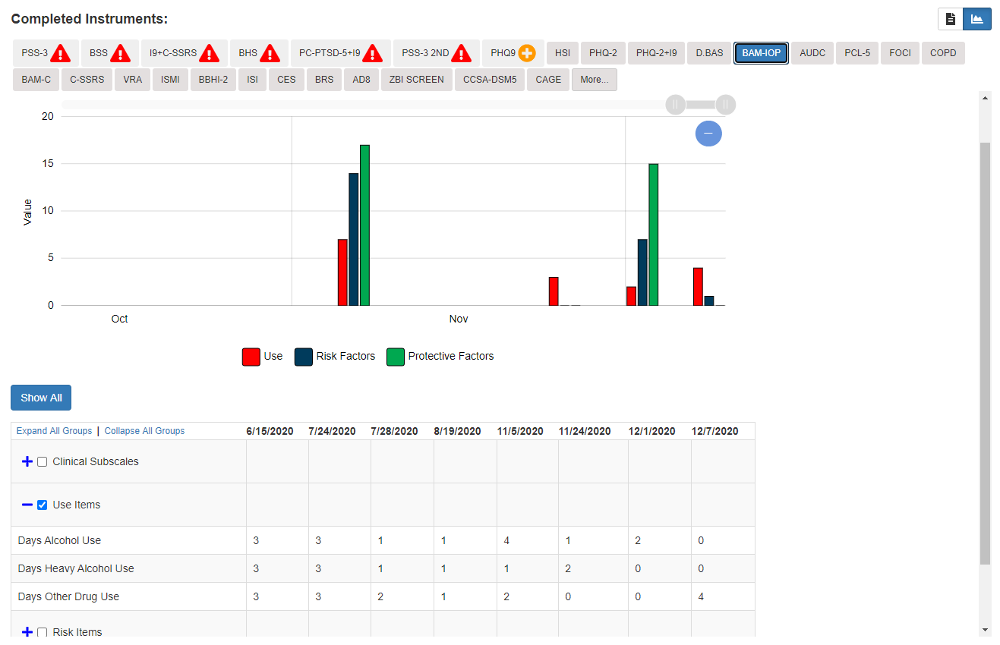 Completed Instruments:
PSS-3 BSS I9+C-SSRS BHS PC-PTSD-5+I9 PSS-3 2ND PHQ9 HSI PHQ-2 PHQ-2+I9 D.BAS BAM-IOP AUDC PCL-5 FOCI COPD
BAM-C C-SSRS VRA ISMI BBHI-2 ISI CES BRS AD8 ZBI SCREEN CCSA-DSM5 CAGE More...
20
15
Value
10
5
0
Oct Nov
Use Risk Factors Protective Factors
Show All
Expand All Groups | Collapse All Groups 6/15/2020 7/24/2020 7/28/2020 8/19/2020 11/5/2020 11/24/2020 12/1/2020 12/7/2020
Clinical Subscales
Use Items
Days Alcohol Use 3 3 1 1 4 1 2 0
Days Heavy Alcohol Use 3 3 1 1 1 2 0 0
Days Other Drug Use 3 3 2 1 2 0 0 4
Risk Items